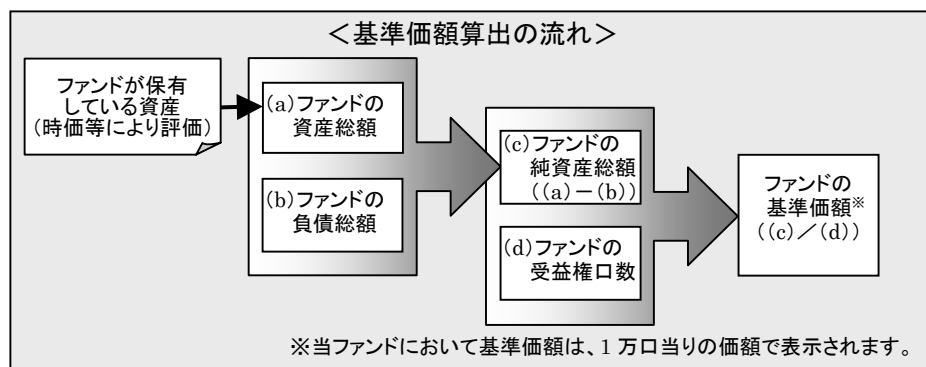 ＜基準価額算出の流れ＞
ファンドが保有
している資産
（時価等により評価）
(a)ファンドの
資産総額
(b)ファンドの
負債総額
(c)ファンドの
純資産総額
((a)－(b))
(d)ファンドの
受益権口数
ファンドの
基準価額※
((c)／(d))
※当ファンドにおいて基準価額は、1 万口当りの価額で表示されます。